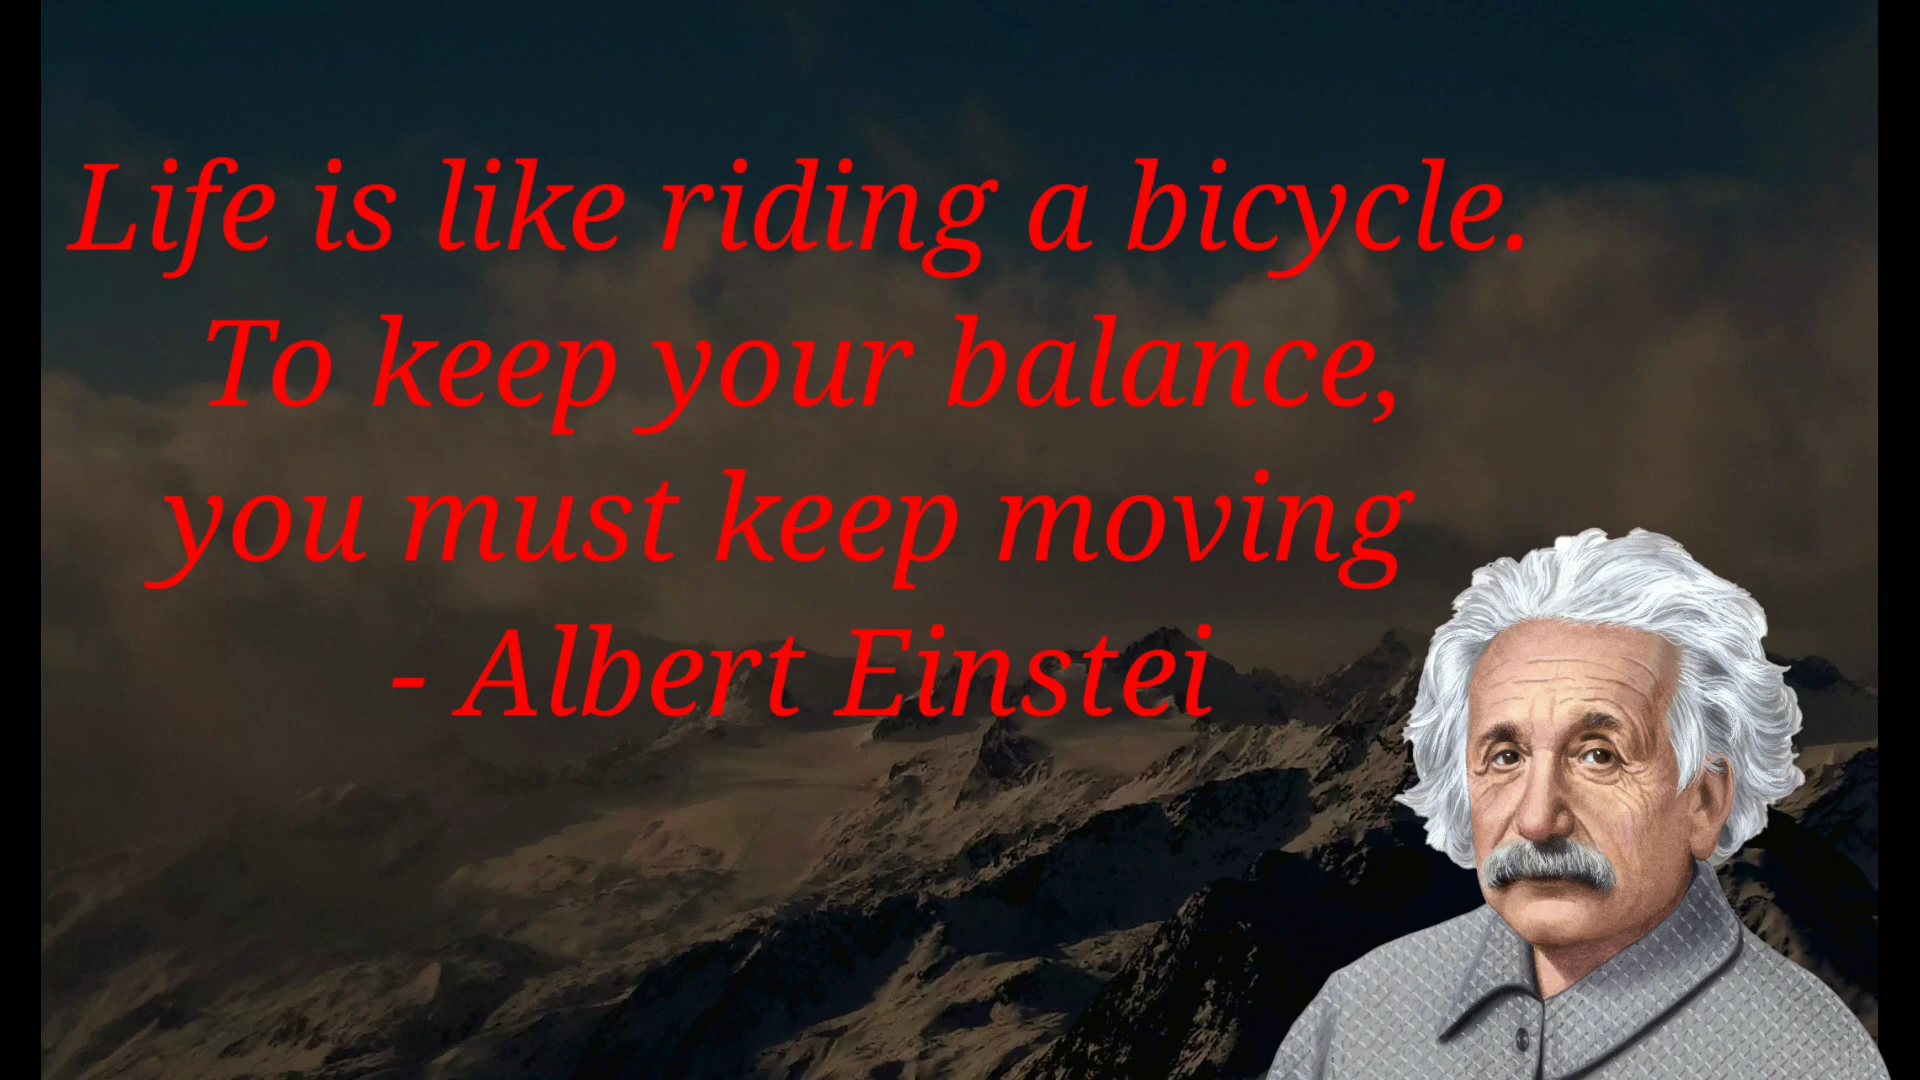 Life is like riding a bicycle.
To keep your balance,
you must keep moving
- Albert Einstei